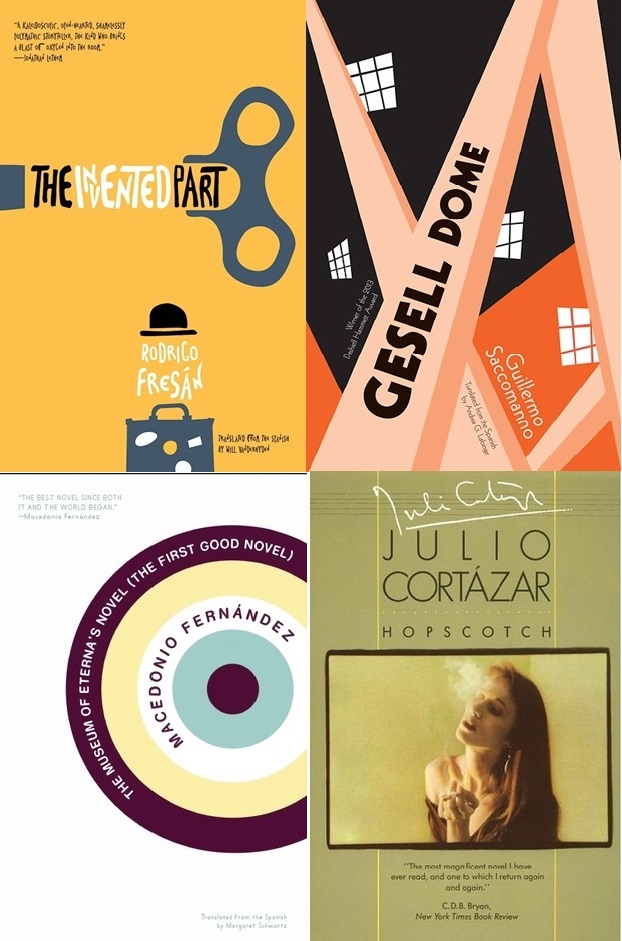 "A KALEIDOSCOPIC, OPEN-HEARTED, SHAMELESSLY
POLYMATHIC STORYTELLER, THE KIND WHO BRINGS
A BLAST OF OXYGEN INTO THE ROOM."
—JONATHAN LETHEM
THE INVENTED PART
RODRIGO
FRESÁN
TRANSLATED FROM THE SPANISH
BY WILL VANDERHYDEN
GESELL DOME
Winner of the 2013
Dashiell Hammett Award
Guillermo
Saccomanno
Translated from the Spanish
by Andrea G. Labinger
"THE BEST NOVEL SINCE BOTH
IT AND THE WORLD BEGAN."
—Macedonio Fernández
THE MUSEUM OF ETERNA'S NOVEL (THE FIRST GOOD NOVEL)
MACEDONIO FERNÁNDEZ
Translated from the Spanish
by Margaret Schwartz
JULIO
CORTÁZAR
HOPSCOTCH
"The most magnificent novel I have
ever read, and one to which I return again
and again."
C.D.B. Bryan,
New York Times Book Review